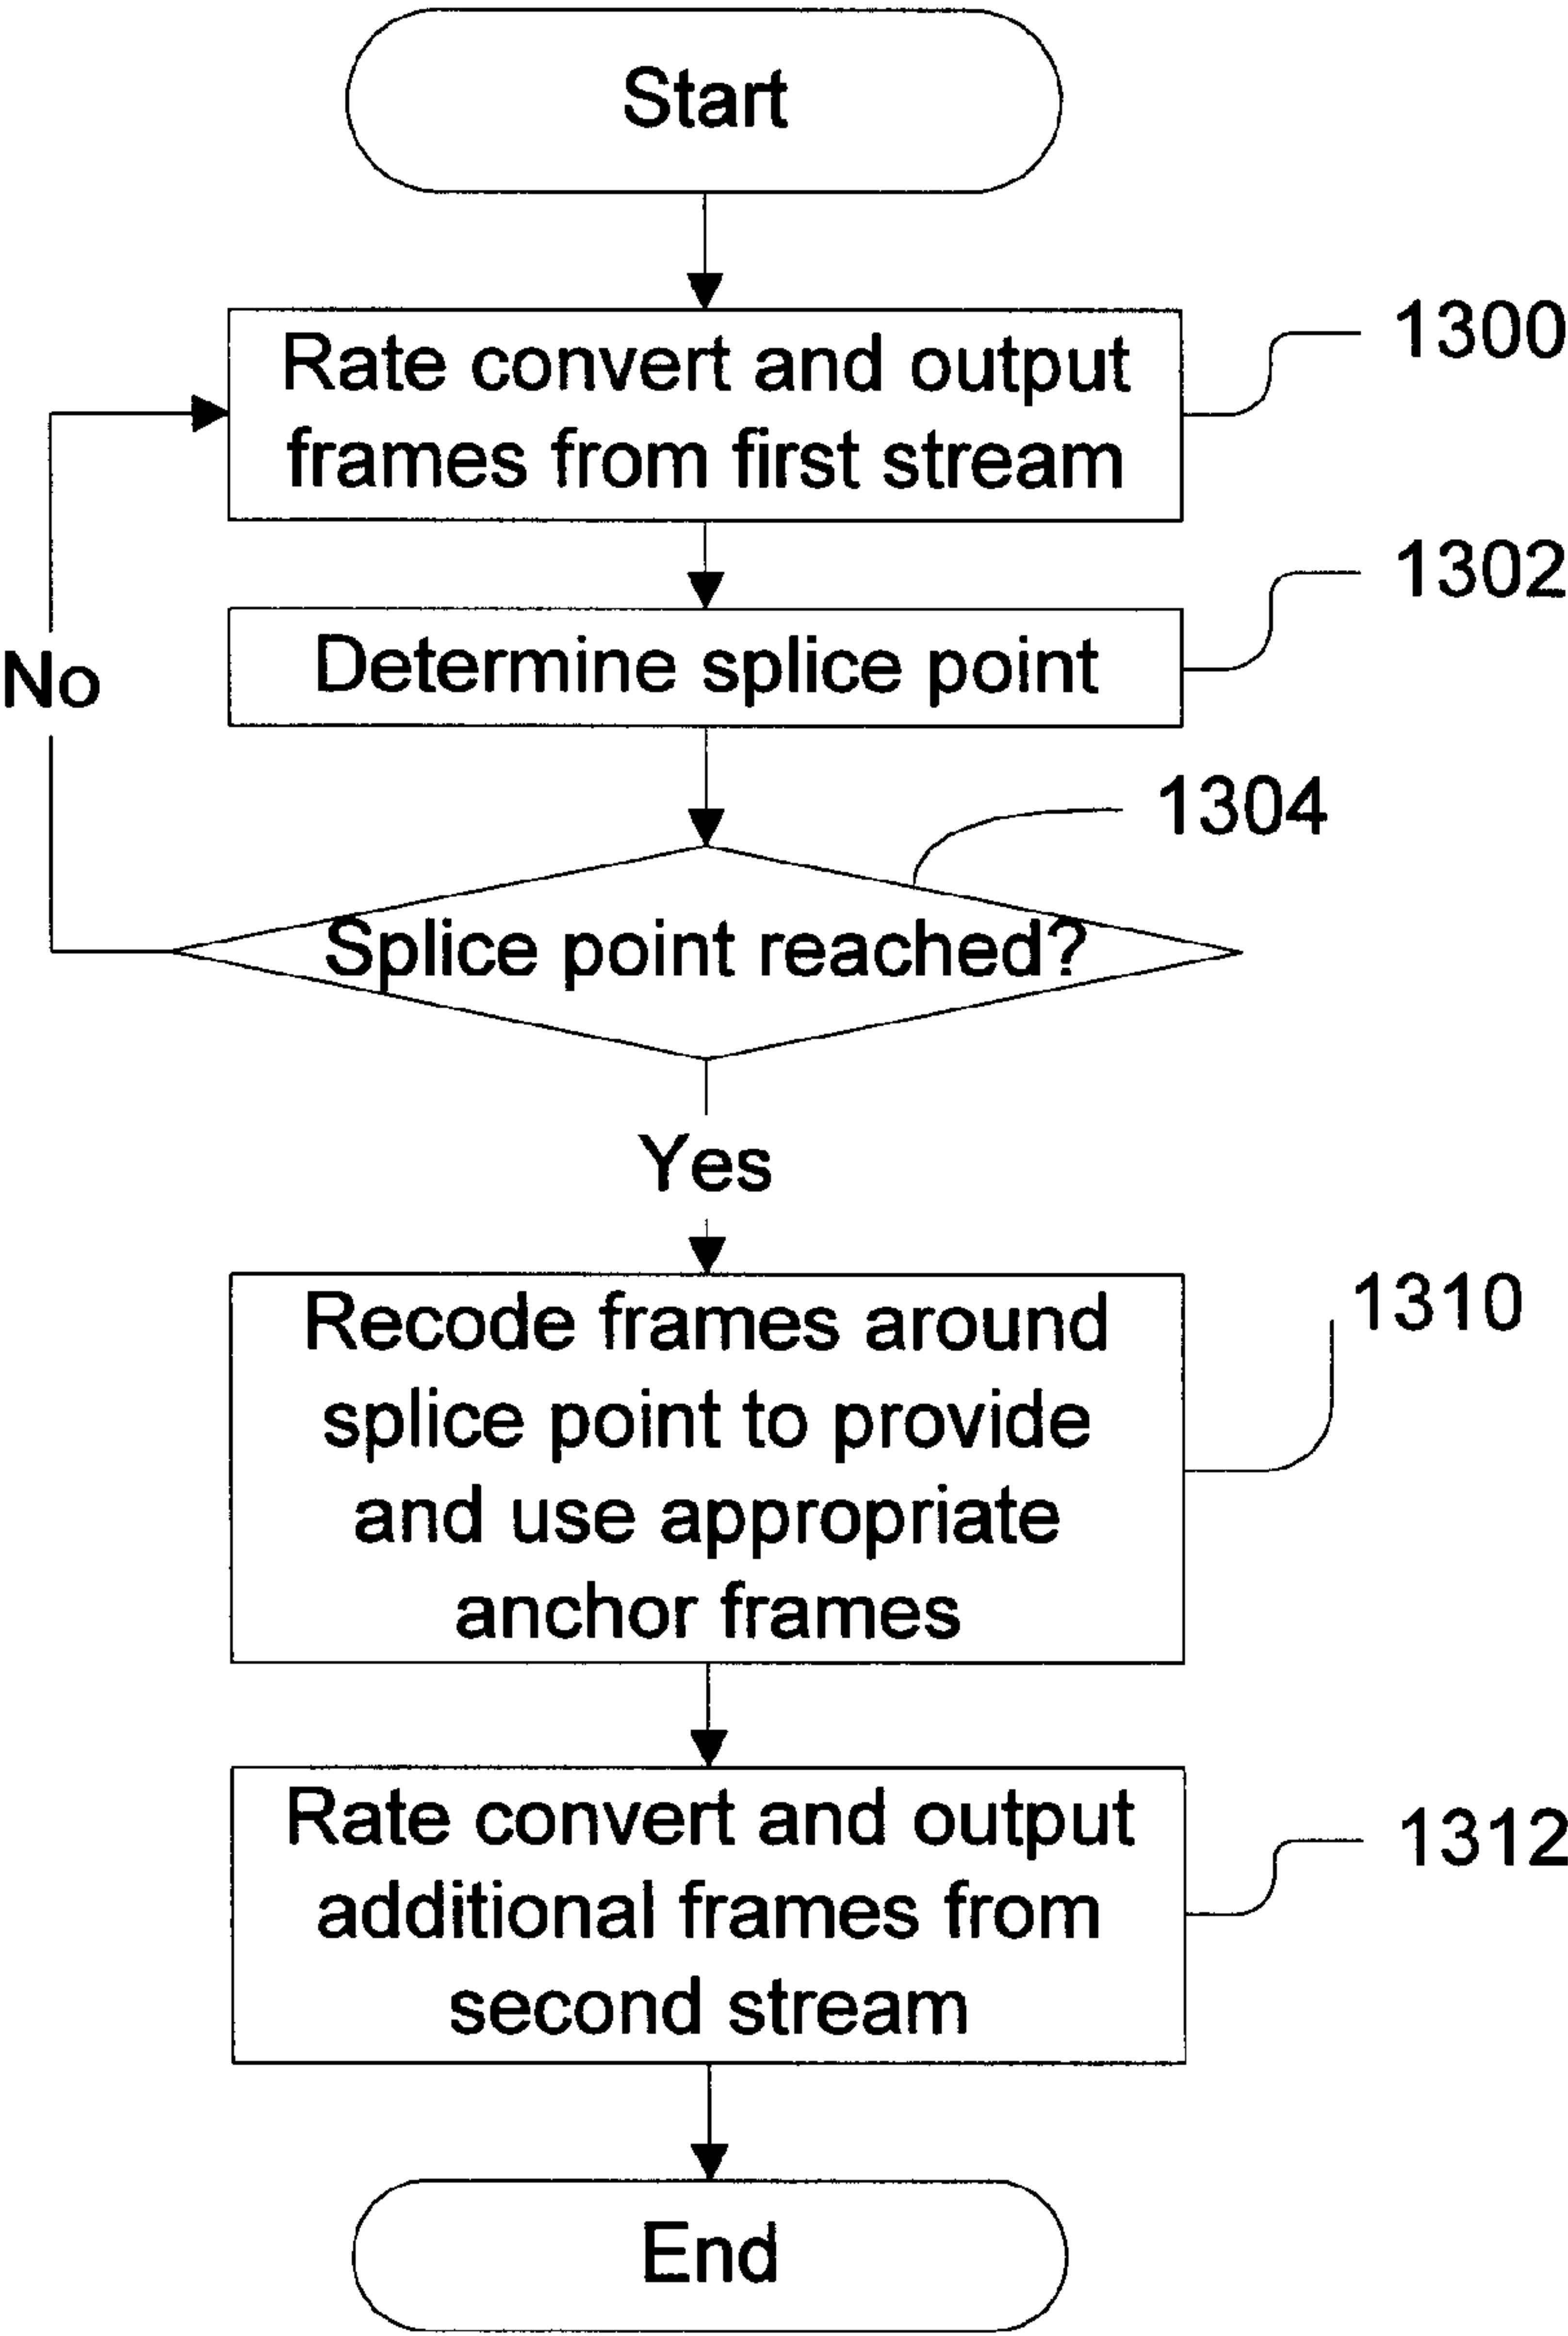 Start
Rate convert and output
frames from first stream
1300
Determine splice point
1302
No
1304
Splice point reached?
Yes
Recode frames around
splice point to provide
and use appropriate
anchor frames
1310
Rate convert and output
additional frames from
second stream
1312
End